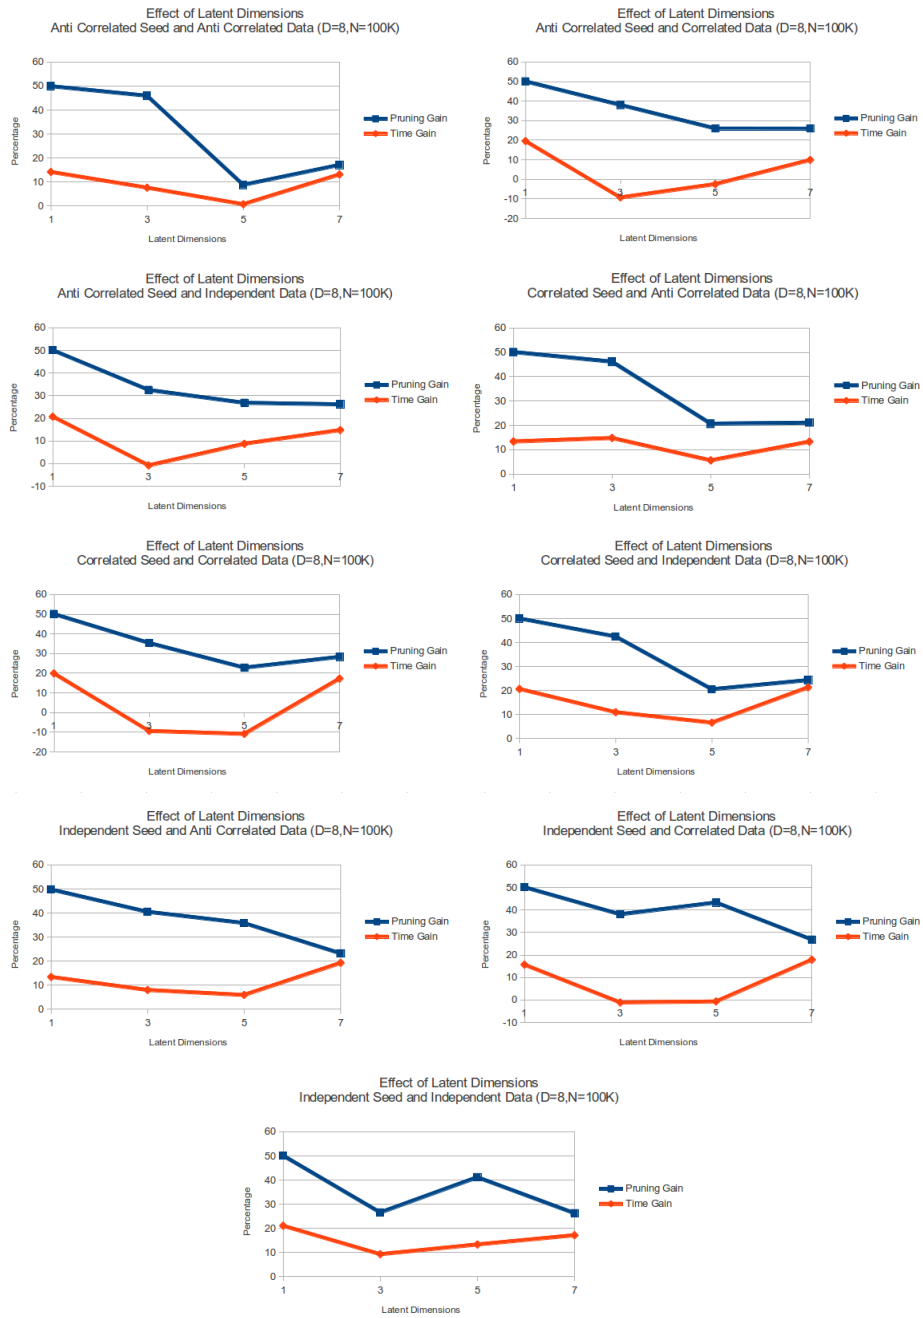 Effect of Latent Dimensions
Anti Correlated Seed and Anti Correlated Data (D=8,N=100K)
60
50
40
30
20
10
0
Percentage
1 3 5 7
Latent Dimensions
Pruning Gain
Time Gain
Effect of Latent Dimensions
Anti Correlated Seed and Correlated Data (D=8,N=100K)
60
50
40
30
20
10
0
-10
-20
Percentage
1 3 5 7
Latent Dimensions
Pruning Gain
Time Gain
Effect of Latent Dimensions
Anti Correlated Seed and Independent Data (D=8,N=100K)
60
50
40
30
20
10
0
-10
Percentage
1 3 5 7
Latent Dimensions
Pruning Gain
Time Gain
Effect of Latent Dimensions
Correlated Seed and Anti Correlated Data (D=8,N=100K)
60
50
40
30
20
10
0
Percentage
1 3 5 7
Latent Dimensions
Pruning Gain
Time Gain
Effect of Latent Dimensions
Correlated Seed and Correlated Data (D=8,N=100K)
60
50
40
30
20
10
0
-10
-20
Percentage
1 3 5 7
Latent Dimensions
Pruning Gain
Time Gain
Effect of Latent Dimensions
Correlated Seed and Independent Data (D=8,N=100K)
60
50
40
30
20
10
0
Percentage
1 3 5 7
Latent Dimensions
Pruning Gain
Time Gain
Effect of Latent Dimensions
Independent Seed and Anti Correlated Data (D=8,N=100K)
60
50
40
30
20
10
0
Percentage
1 3 5 7
Latent Dimensions
Pruning Gain
Time Gain
Effect of Latent Dimensions
Independent Seed and Correlated Data (D=8,N=100K)
60
50
40
30
20
10
0
-10
Percentage
1 3 5 7
Latent Dimensions
Pruning Gain
Time Gain
Effect of Latent Dimensions
Independent Seed and Independent Data (D=8,N=100K)
60
50
40
30
20
10
0
Percentage
1 3 5 7
Latent Dimensions
Pruning Gain
Time Gain